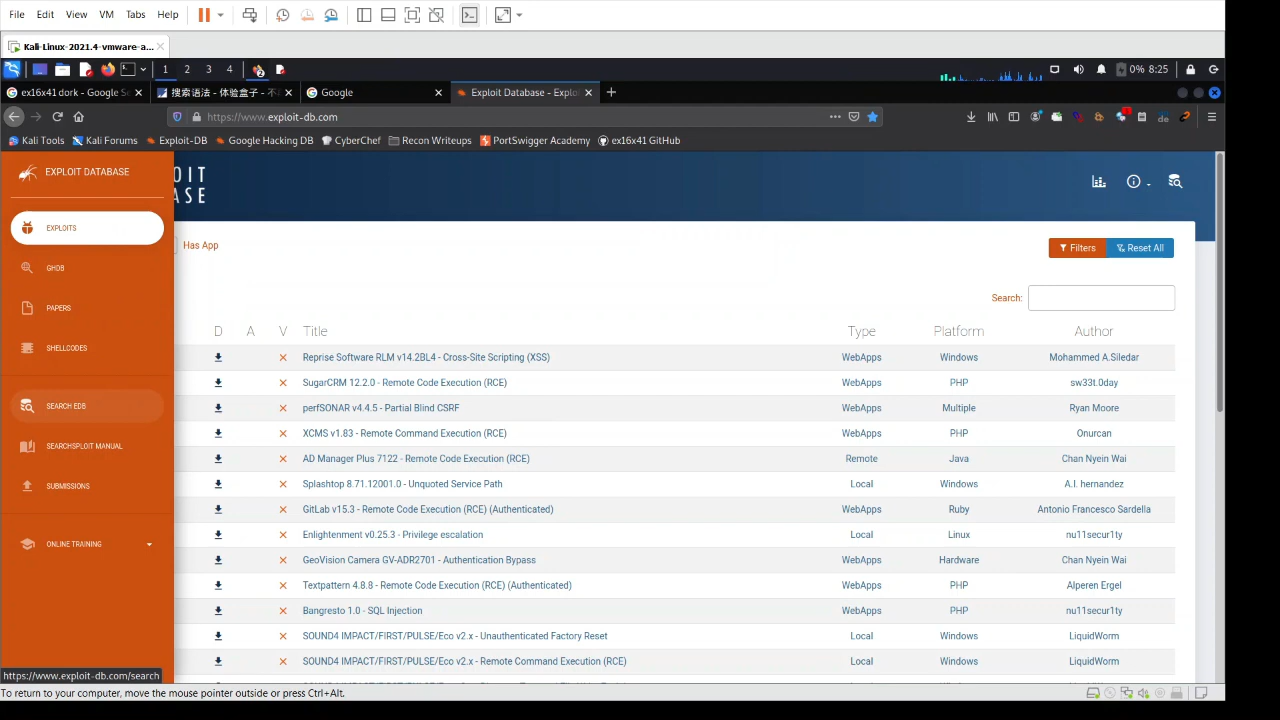 File Edit View VM Tabs Help
Kali-Linux-2021.4-vmware-a...
1 2 3 4 0% 8:25
ex16x41 dork - Google Se
搜索语法 - 体验盒子 - 不
Google
Exploit Database - Explo
https://www.exploit-db.com
Kali Tools Kali Forums Exploit-DB Google Hacking DB CyberChef Recon Writeups PortSwigger Academy ex16x41 GitHub
EXPLOIT DATABASE
OIT
ASE
EXPLOITS
GHDB
PAPERS
SHELLCODES
SEARCH EDB
SEARCHSPLOIT MANUAL
SUBMISSIONS
ONLINE TRAINING
Has App
Filters Reset All
Search:
D A V Title Type Platform Author
Reprise Software RLM v14.2BL4 - Cross-Site Scripting (XSS) WebApps Windows Mohammed A.Siledar
SugarCRM 12.2.0 - Remote Code Execution (RCE) WebApps PHP sw33t.0day
perfSONAR v4.4.5 - Partial Blind CSRF WebApps Multiple Ryan Moore
XCMS v1.83 - Remote Command Execution (RCE) WebApps PHP Onurcan
AD Manager Plus 7122 - Remote Code Execution (RCE) Remote Java Chan Nyein Wai
Splashtop 8.71.12001.0 - Unquoted Service Path Local Windows A.I. hernandez
GitLab v15.3 - Remote Code Execution (RCE) (Authenticated) WebApps Ruby Antonio Francesco Sardella
Enlightenment v0.25.3 - Privilege escalation Local Linux nu11secur1ty
GeoVision Camera GV-ADR2701 - Authentication Bypass WebApps Hardware Chan Nyein Wai
Textpattern 4.8.8 - Remote Code Execution (RCE) (Authenticated) WebApps PHP Alperen Ergel
Bangresto 1.0 - SQL Injection WebApps PHP nu11secur1ty
SOUND4 IMPACT/FIRST/PULSE/Eco v2.x - Unauthenticated Factory Reset Local Windows LiquidWorm
SOUND4 IMPACT/FIRST/PULSE/Eco v2.x - Remote Command Execution (RCE) WebApps Windows LiquidWorm
https://www.exploit-db.com/search
To return to your computer, move the mouse pointer outside or press Ctrl+Alt.